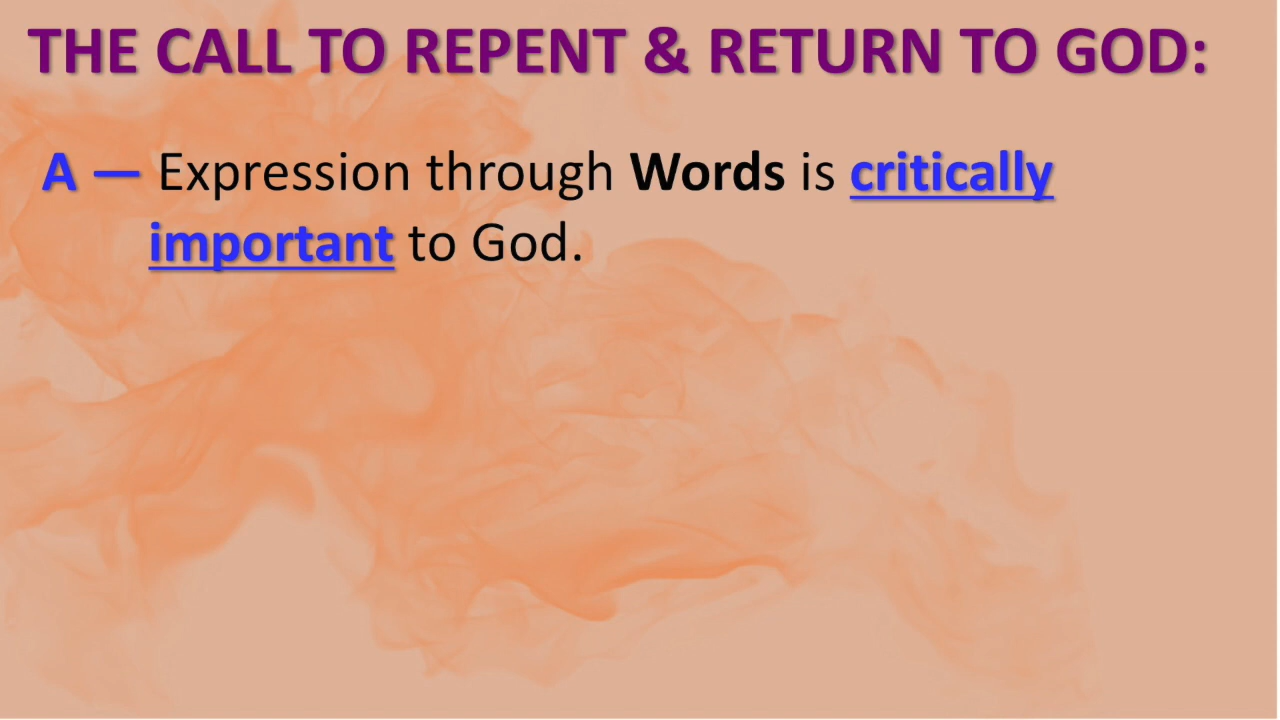 THE CALL TO REPENT & RETURN TO GOD:
A — Expression through Words is critically
important to God.